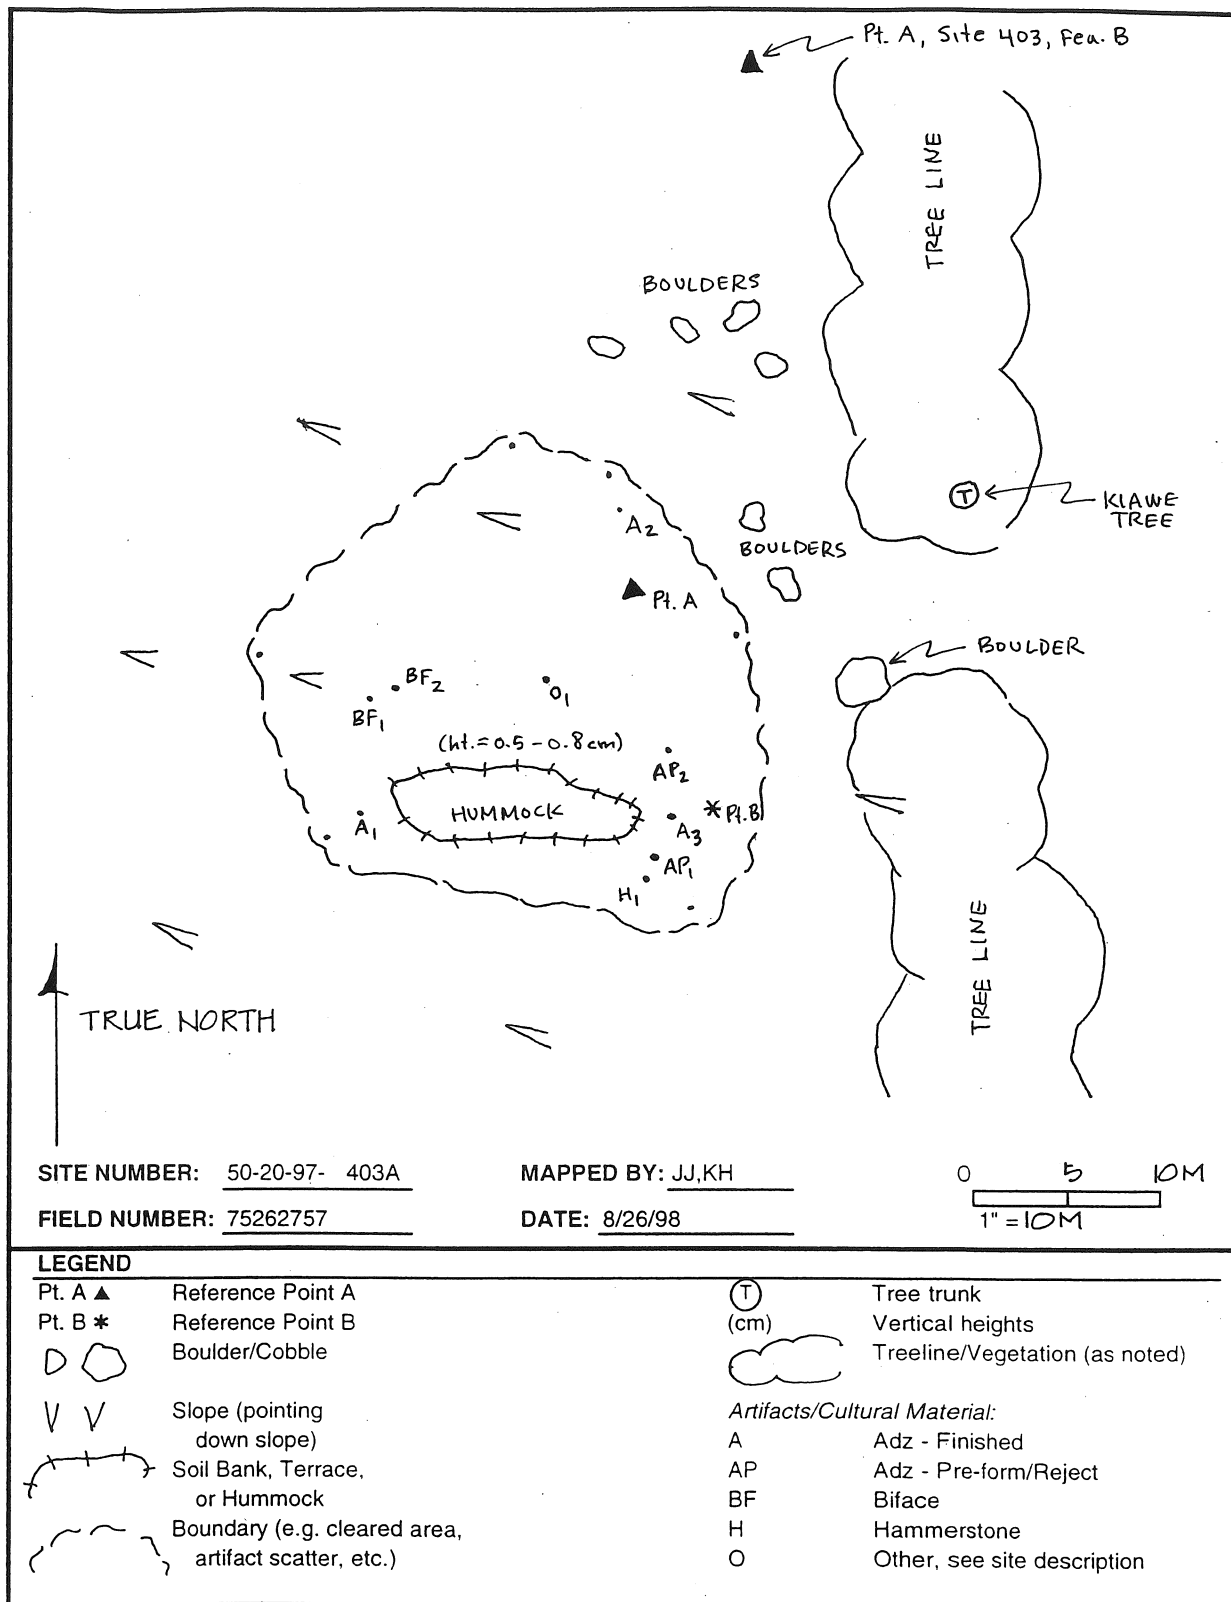 Pt. A, Site 403, Fea. B
TREE LINE
BOULDERS
T
KIAWE
TREE
A2
BOULDERS
Pt. A
BOULDER
BF2
BF1
O1
(ht.= 0.5 - 0.8cm)
AP2
HUMMOCK
Pt. B
A1
A3
AP1
H1
TREE LINE
TRUE NORTH
SITE NUMBER: 50-20-97- 403A
MAPPED BY: JJ,KH
0 5 10M
FIELD NUMBER: 75262757
DATE: 8/26/98
1" = 10M
LEGEND
Pt. A ▲ Reference Point A
Pt. B * Reference Point B
Boulder/Cobble
Slope (pointing
down slope)
Soil Bank, Terrace,
or Hummock
Boundary (e.g. cleared area,
artifact scatter, etc.)
T Tree trunk
(cm) Vertical heights
Treeline/Vegetation (as noted)
Artifacts/Cultural Material:
A Adz - Finished
AP Adz - Pre-form/Reject
BF Biface
H Hammerstone
O Other, see site description